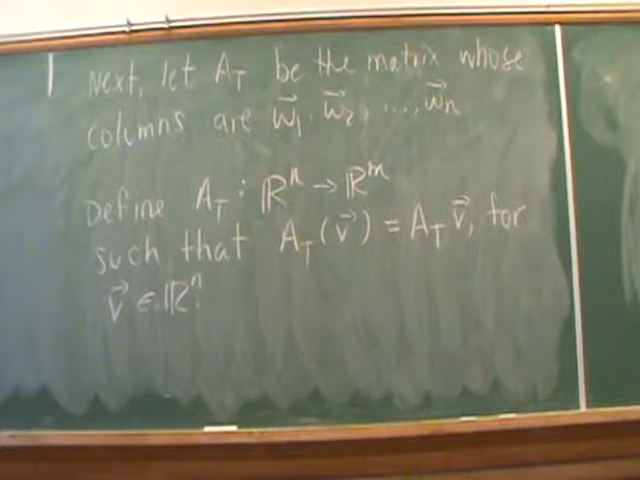 Next, let A_T be the matrix whose
columns are w⃗₁, w⃗₂, ..., w⃗ₙ
Define A_T : ℝⁿ → ℝᵐ
such that A_T(v⃗) = A_T v⃗, for
v⃗ ∈ ℝⁿ.